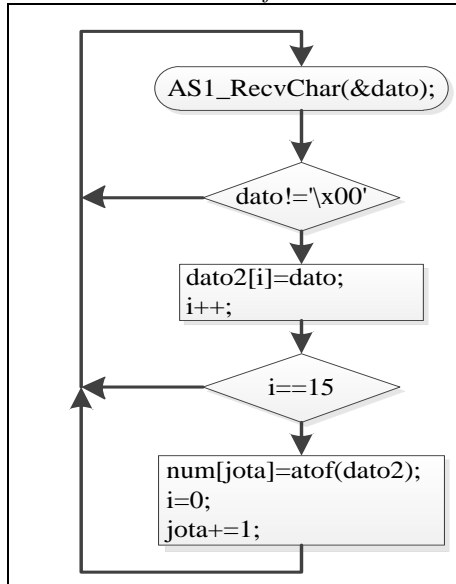 AS1_RecvChar(&dato);
dato!='\x00'
dato2[i]=dato;
i++;
i==15
num[jota]=atof(dato2);
i=0;
jota+=1;